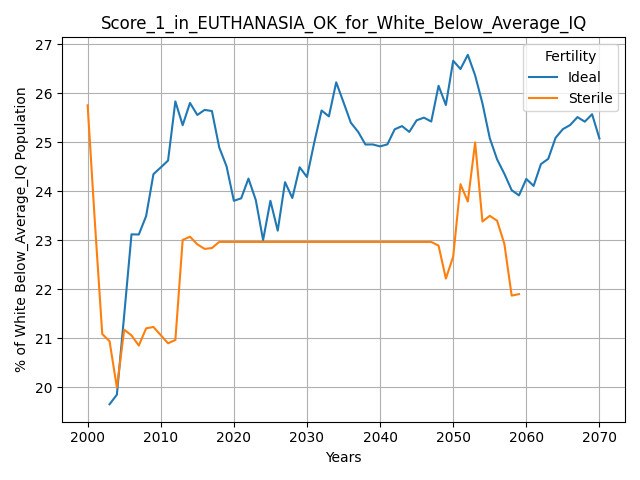 Score_1_in_EUTHANASIA_OK_for_White_Below_Average_IQ
% of White Below_Average_IQ Population
27
26
25
24
23
22
21
20
Fertility
Ideal
Sterile
2000 2010 2020 2030 2040 2050 2060 2070
Years